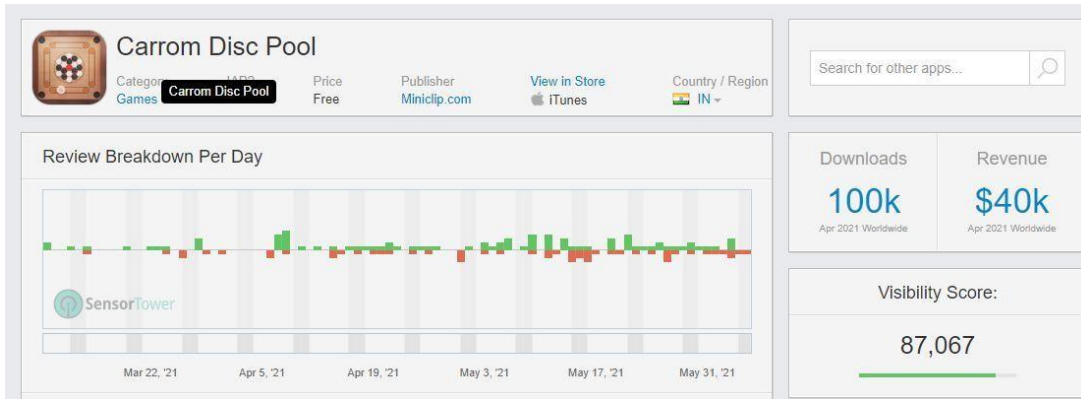 Carrom Disc Pool
Price
Publisher
View in Store
Country / Region
Games
Carrom Disc Pool
Free
Miniclip.com
iTunes
IN
Search for other apps...
Review Breakdown Per Day
SensorTower
Mar 22, '21
Apr 5, '21
Apr 19, '21
May 3, '21
May 17, '21
May 31, '21
Downloads
Revenue
100k
$40k
Apr 2021 Worldwide
Apr 2021 Worldwide
Visibility Score:
87,067